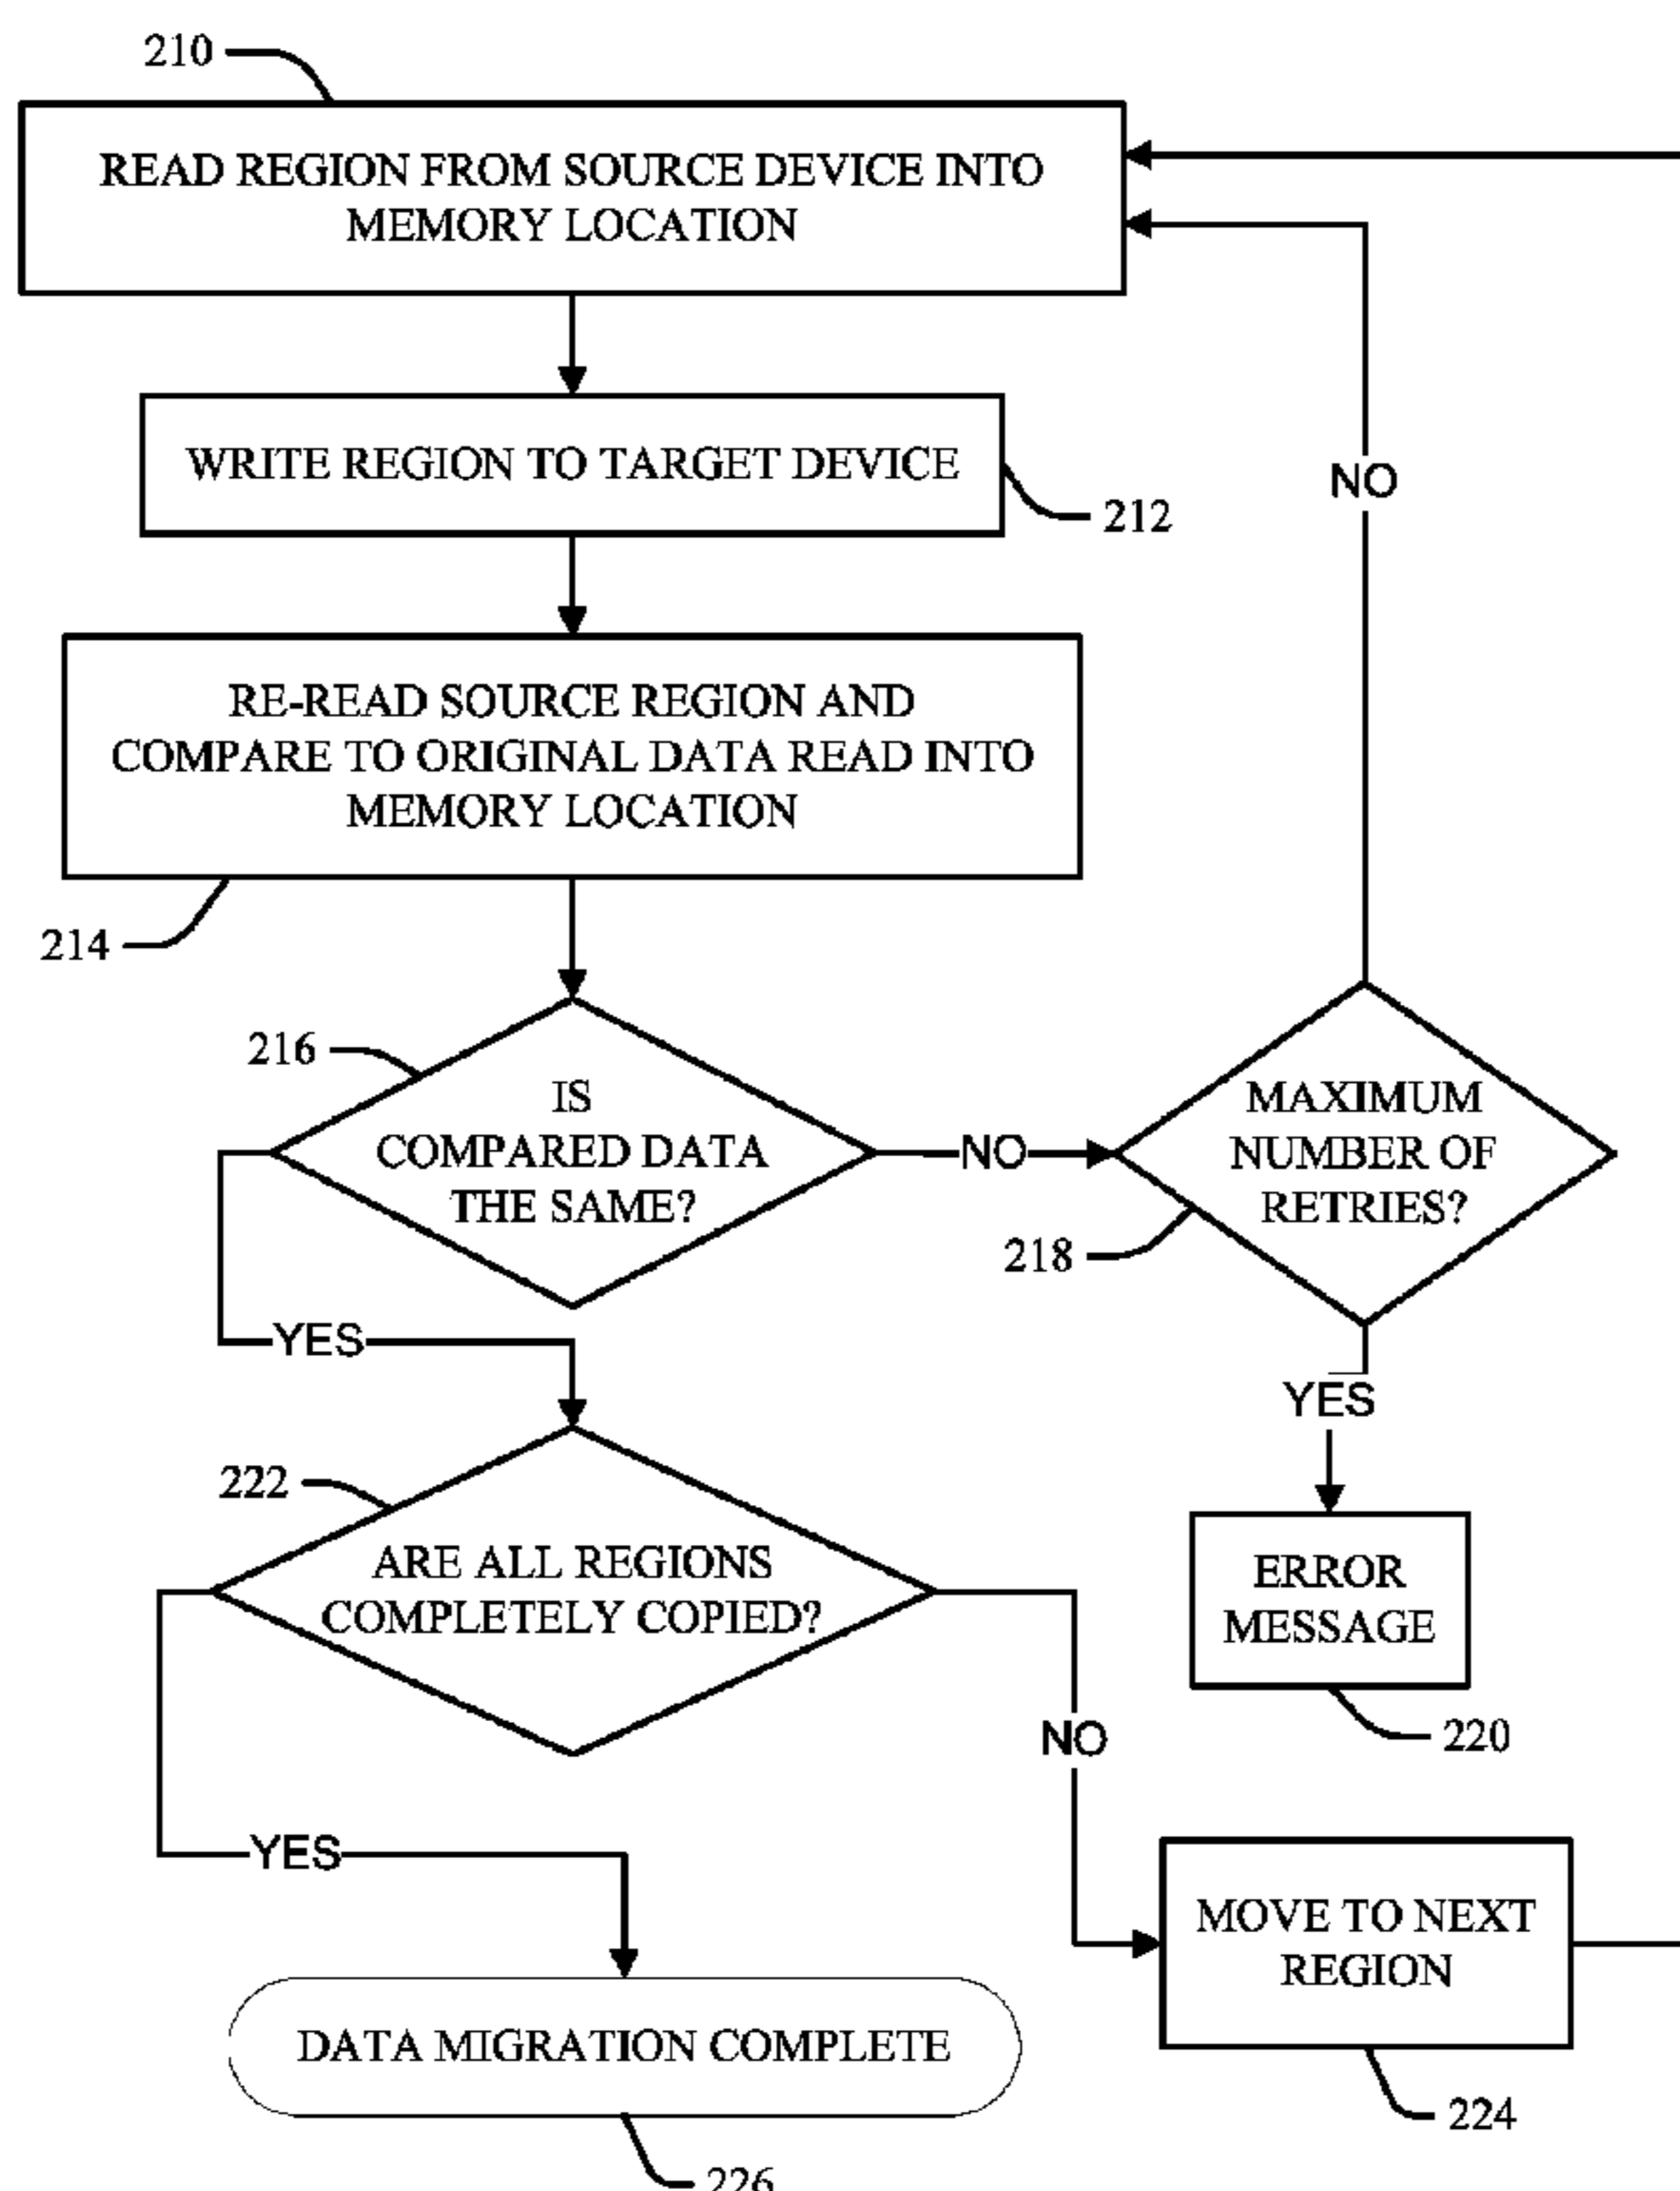 210
READ REGION FROM SOURCE DEVICE INTO
MEMORY LOCATION
WRITE REGION TO TARGET DEVICE
NO
212
RE-READ SOURCE REGION AND
COMPARE TO ORIGINAL DATA READ INTO
MEMORY LOCATION
214
216
IS
COMPARED DATA
THE SAME?
NO
MAXIMUM
NUMBER OF
RETRIES?
218
YES
YES
222
ARE ALL REGIONS
COMPLETELY COPIED?
ERROR
MESSAGE
220
NO
YES
MOVE TO NEXT
REGION
DATA MIGRATION COMPLETE
224
226